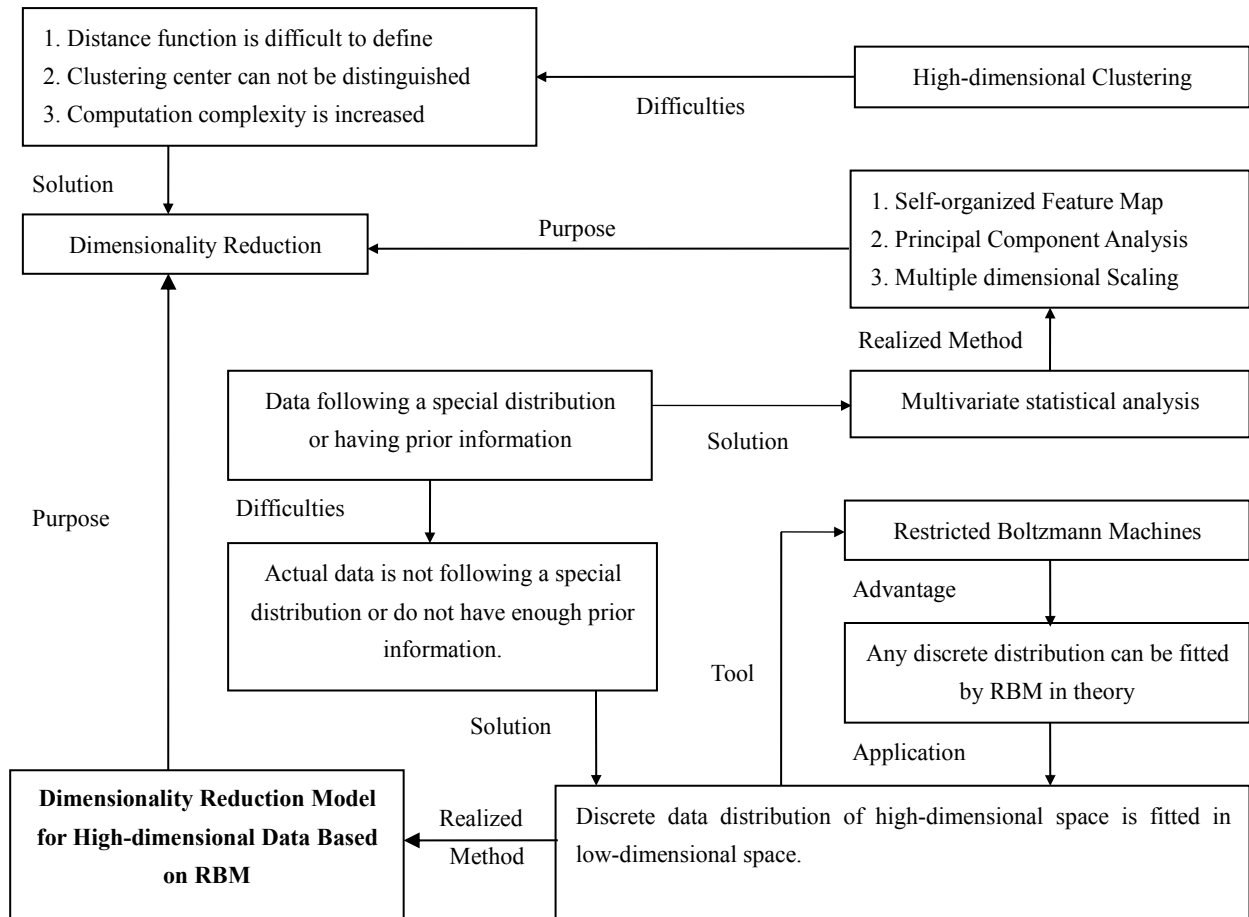 1. Distance function is difficult to define
2. Clustering center can not be distinguished
3. Computation complexity is increased
High-dimensional Clustering
Difficulties
Solution
Dimensionality Reduction
Purpose
1. Self-organized Feature Map
2. Principal Component Analysis
3. Multiple dimensional Scaling
Realized Method
Data following a special distribution
or having prior information
Solution
Multivariate statistical analysis
Difficulties
Purpose
Actual data is not following a special
distribution or do not have enough prior
information.
Restricted Boltzmann Machines
Advantage
Any discrete distribution can be fitted
by RBM in theory
Tool
Solution
Application
Dimensionality Reduction Model
for High-dimensional Data Based
on RBM
Realized
Method
Discrete data distribution of high-dimensional space is fitted in
low-dimensional space.